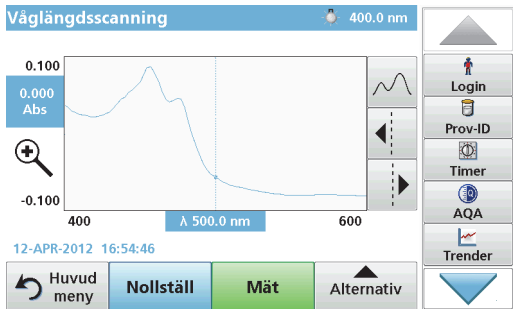 Våglängdsscanning
400.0 nm
0.100
0.000
Abs
-0.100
400
λ 500.0 nm
600
12-APR-2012 16:54:46
Huvud
meny
Nollställ
Mät
Alternativ
Login
Prov-ID
Timer
AQA
Trender